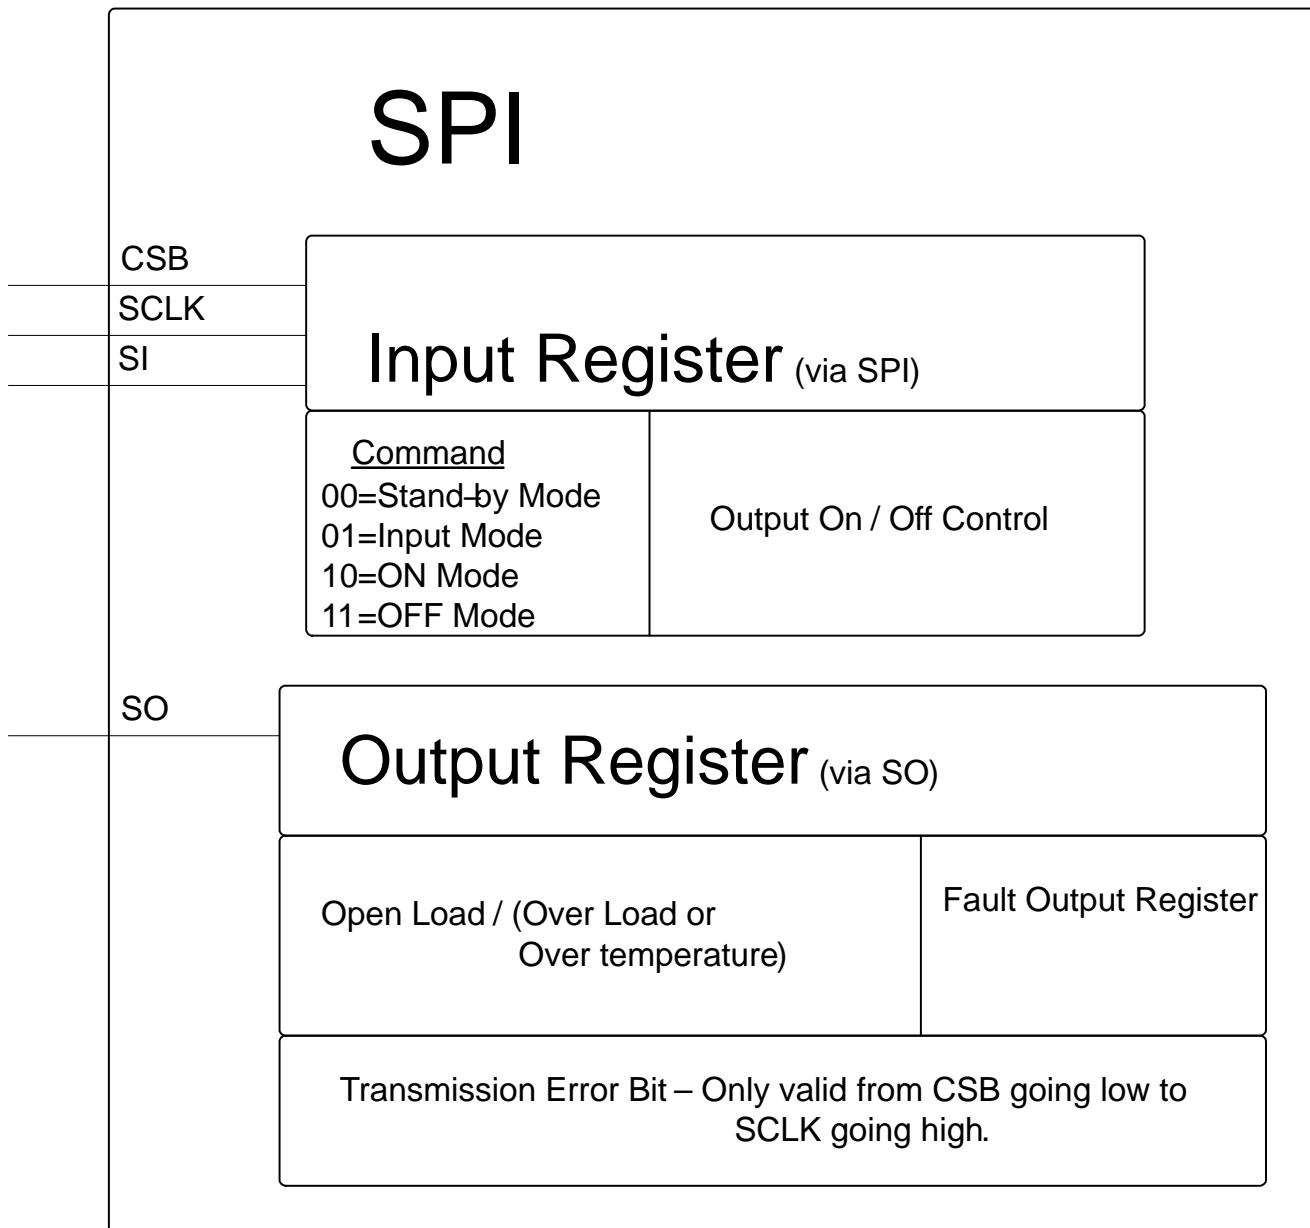 SPI
CSB
SCLK
SI
Input Register (via SPI)
Command
00=Stand-by Mode
01=Input Mode
10=ON Mode
11=OFF Mode
Output On / Off Control
SO
Output Register (via SO)
Open Load / (Over Load or
Over temperature)
Fault Output Register
Transmission Error Bit – Only valid from CSB going low to
SCLK going high.